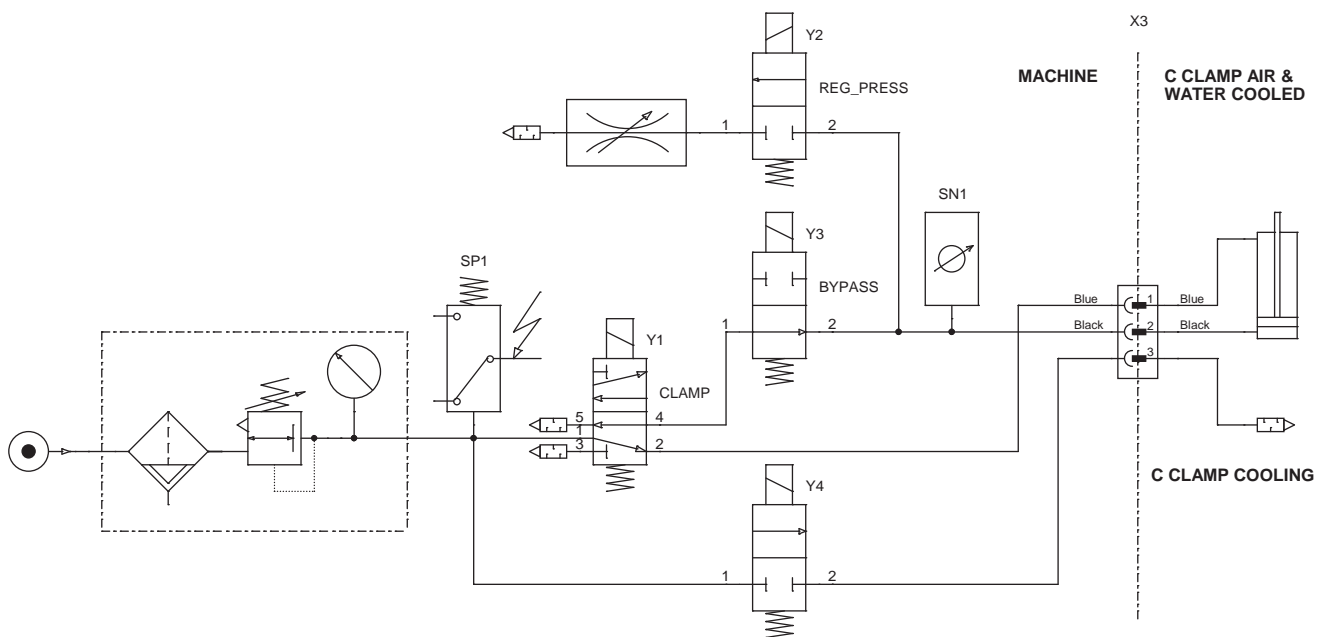 X3
Y2
MACHINE
C CLAMP AIR &
WATER COOLED
REG_PRESS
1
2
SN1
Y3
SP1
BYPASS
Blue
1
Blue
1
2
Black
2
Black
Y1
3
CLAMP
5
4
1
3
2
C CLAMP COOLING
Y4
1
2